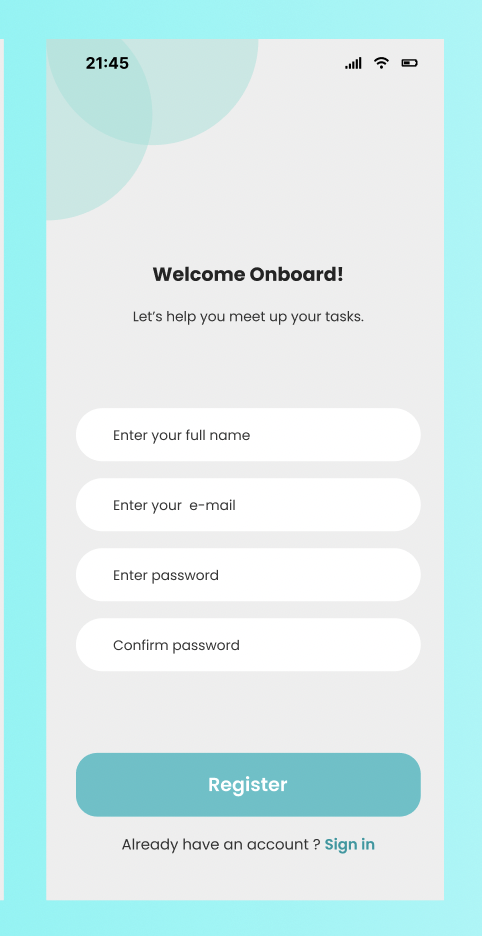 21:45
Welcome Onboard!
Let's help you meet up your tasks.
Enter your full name
Enter your  e-mail
Enter password
Confirm password
Register
Already have an account ? Sign in